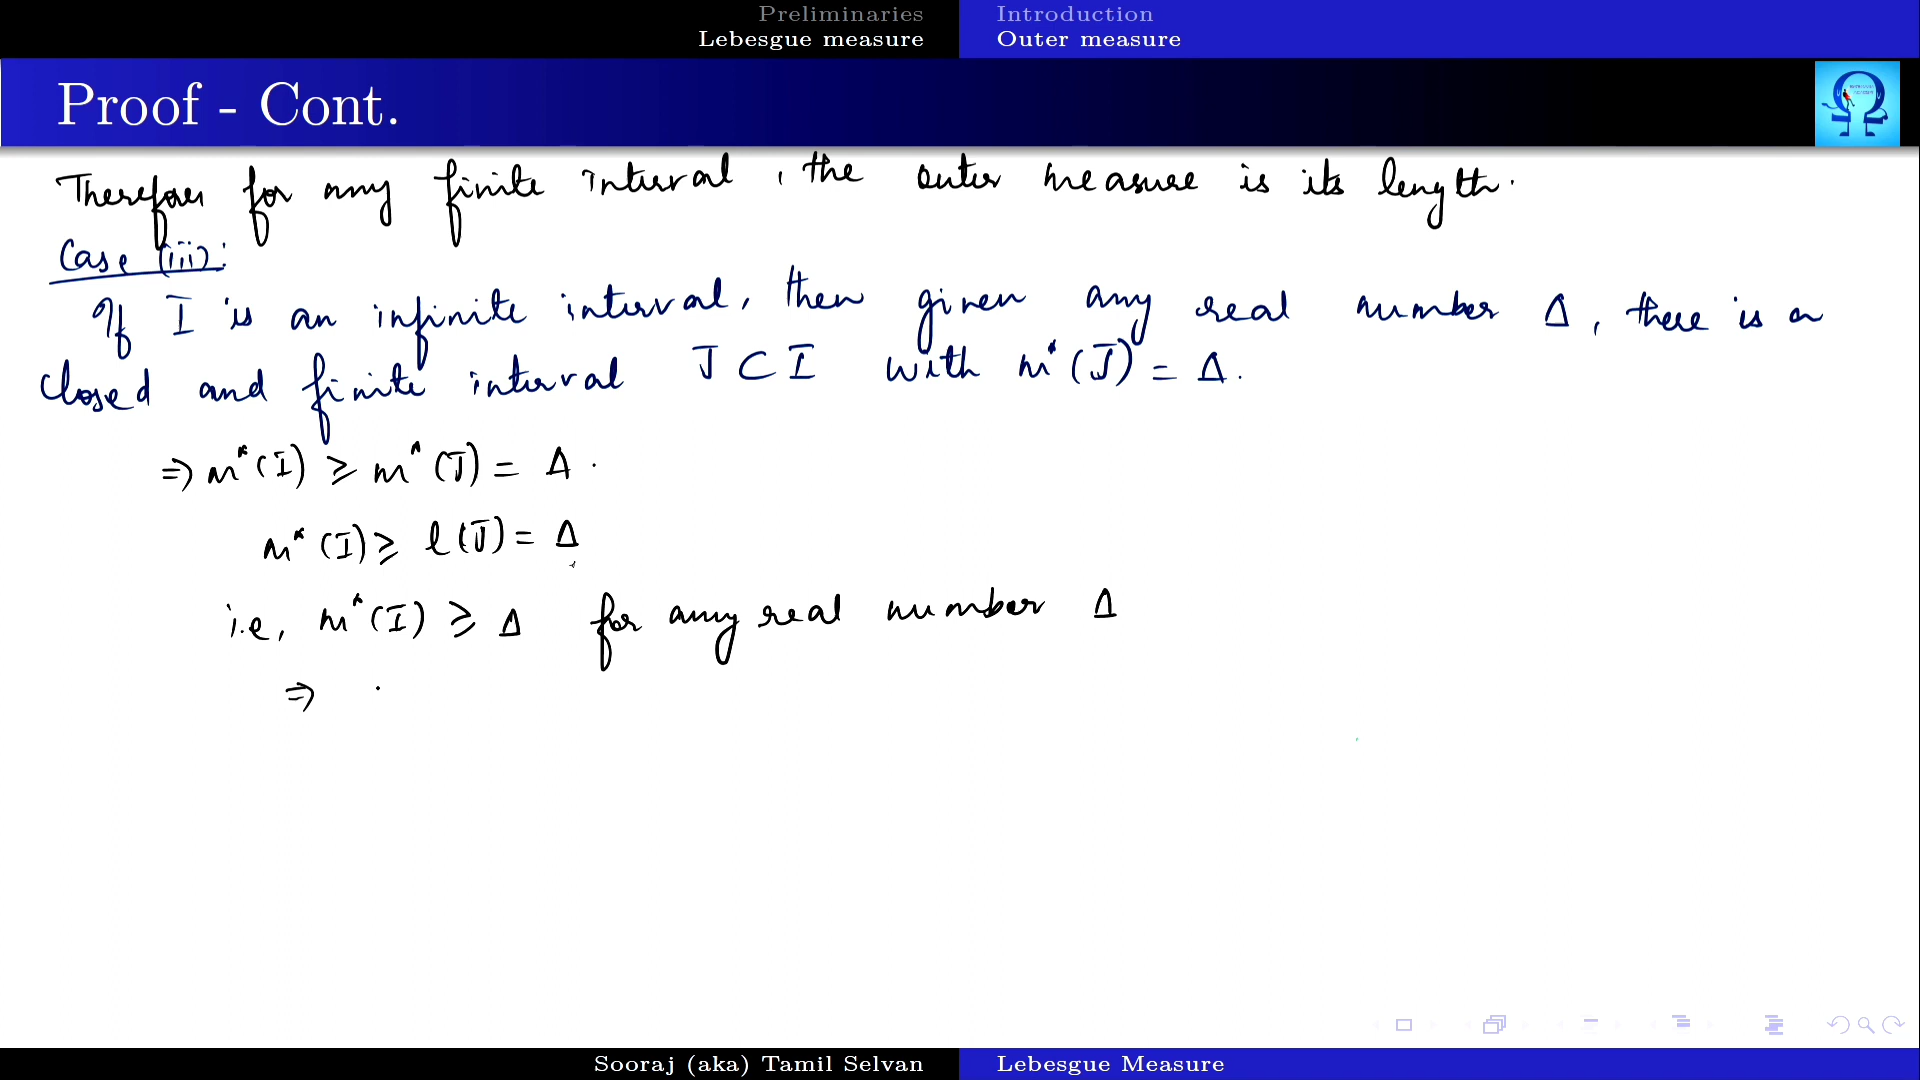 Preliminaries
Lebesgue measure
Introduction
Outer measure
Proof - Cont.
Therefore for any finite interval, the outer measure is its length.
Case (iii):
If I is an infinite interval, then given any real number Δ, there is a
closed and finite interval J ⊂ I with m*(J) = Δ.
⇒ m*(I) ≥ m*(J) = Δ.
m*(I) ≥ l(J) = Δ
i.e, m*(I) ≥ Δ for any real number Δ
⇒
Sooraj (aka) Tamil Selvan
Lebesgue Measure